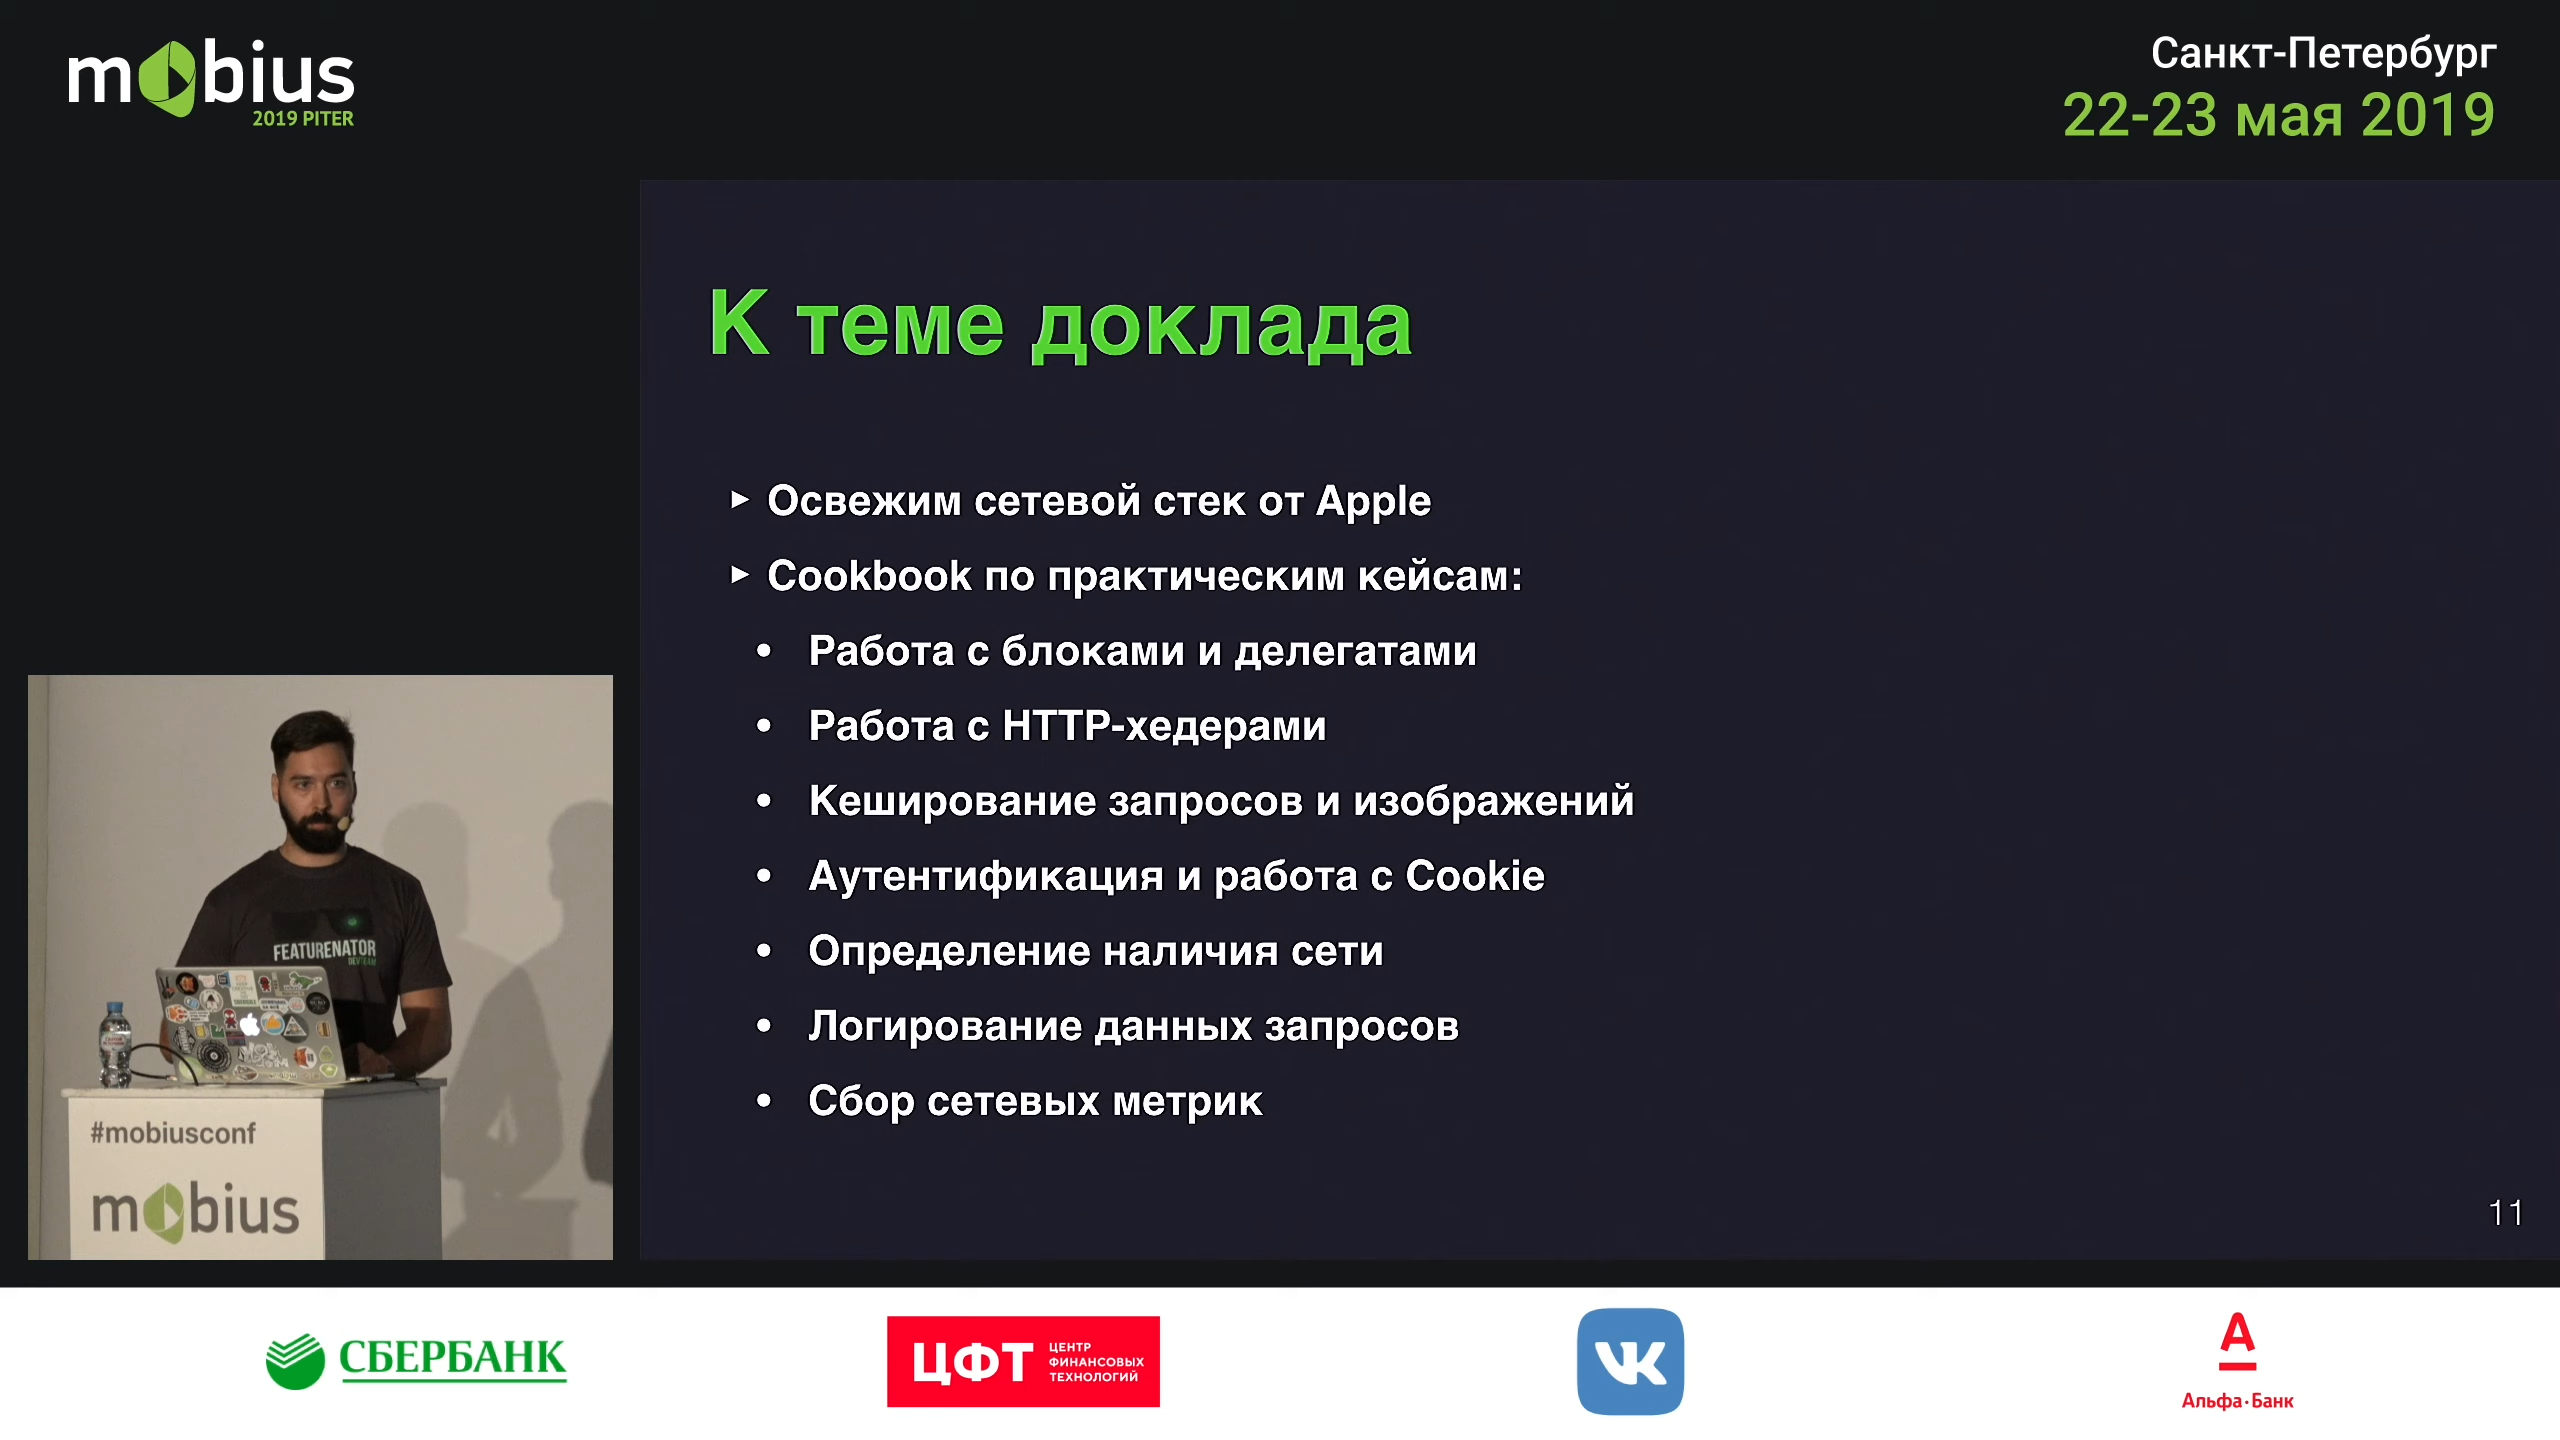 mobius
2019 PITER
Санкт-Петербург
22-23 мая 2019
К теме доклада
▸ Освежим сетевой стек от Apple
▸ Cookbook по практическим кейсам:
• Работа с блоками и делегатами
• Работа с HTTP-хедерами
• Кеширование запросов и изображений
• Аутентификация и работа с Cookie
• Определение наличия сети
• Логирование данных запросов
• Сбор сетевых метрик
11
FEATURENATOR
DEVTEAM
#mobiusconf
mobius
СБЕРБАНК
ЦФТ
ЦЕНТР
ФИНАНСОВЫХ
ТЕХНОЛОГИЙ
VK
А
Альфа·Банк